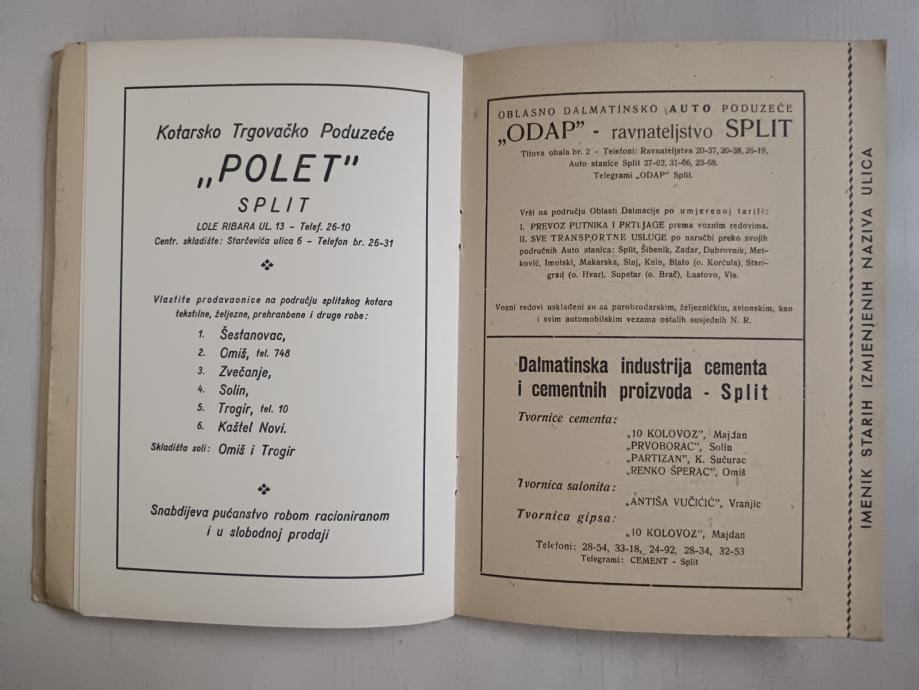 Kotarsko Trgovačko Poduzeće
„POLET”
SPLIT
LOLE RIBARA UL. 13 - Telef. 26-10
Centr. skladište: Starčevića ulica 6 - Telefon br. 26-31
Vlastite prodavaonice na području splitskog kotara
tekstilne, željezne, prehranbene i druge robe:
1. Šestanovac,
2. Omiš, tel. 748
3. Zvečanje,
4. Solin,
5. Trogir, tel. 10
6. Kaštel Novi.
Skladišta soli: Omiš i Trogir
Snabdijeva pučanstvo robom racioniranom
i u slobodnoj prodaji
OBLASNO DALMATINSKO AUTO PODUZEĆE
„ODAP” - ravnateljstvo SPLIT
Titova obala br. 2 - Telefoni: Ravnateljstva 20-37, 20-38, 26-19,
Auto stanice Split 27-02, 31-66, 23-68.
Telegrami „ODAP” Split.
Vrši na području Oblasti Dalmacije po umjerenoj tarifi:
I. PREVOZ PUTNIKA I PRTLJAGE prema voznim redovima.
II. SVE TRANSPORTNE USLUGE po naručbi preko svojih
područnih Auto stanica: Split, Šibenik, Zadar, Dubrovnik, Met-
ković, Imotski, Makarska, Sinj, Knin, Blato (o. Korčula), Stari-
grad (o. Hvar), Supetar (o. Brač), Lastovo, Vis.
Vozni redovi usklađeni su sa parobrodarskim, željezničkim, avionskim, kao
i svim automobilskim vezama ostalih susjednih N. R.
Dalmatinska industrija cementa
i cementnih proizvoda - Split
Tvornice cementa:
„10 KOLOVOZ”, Majdan
„PRVOBORAC”, Solin
„PARTIZAN”, K. Sućurac
„RENKO ŠPERAC”, Omiš
Tvornica salonita:
„ANTIŠA VUČIČIĆ”, Vranjic
Tvornica gipsa:
„10 KOLOVOZ”, Majdan
Telefoni: 28-54, 33-18, 24-92, 28-34, 32-53
Telegrami: CEMENT - Split
IMENIK STARIH IZMJENJENIH NAZIVA ULICA